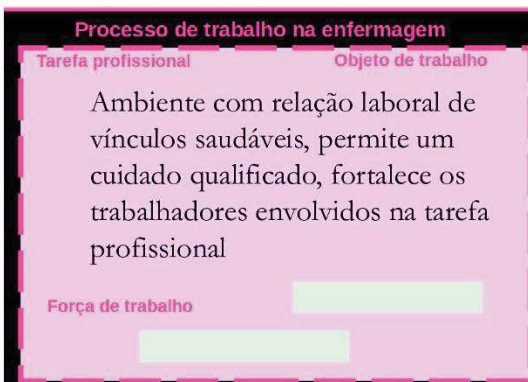 Processo de trabalho na enfermagem
Tarefa profissional
Objeto de trabalho
Ambiente com relação laboral de
vínculos saudáveis, permite um
cuidado qualificado, fortalece os
trabalhadores envolvidos na tarefa
profissional
Força de trabalho